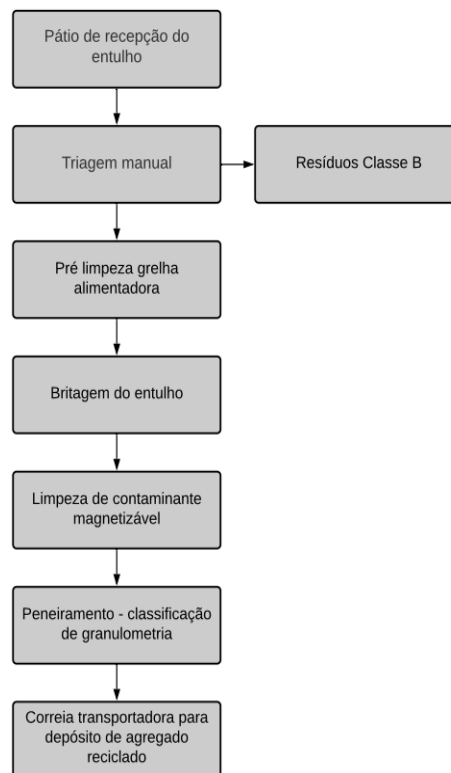 Pátio de recepção do
entulho
Triagem manual
Resíduos Classe B
Pré limpeza grelha
alimentadora
Britagem do entulho
Limpeza de contaminante
magnetizável
Peneiramento - classificação
de granulometria
Correia transportadora para
depósito de agregado
reciclado